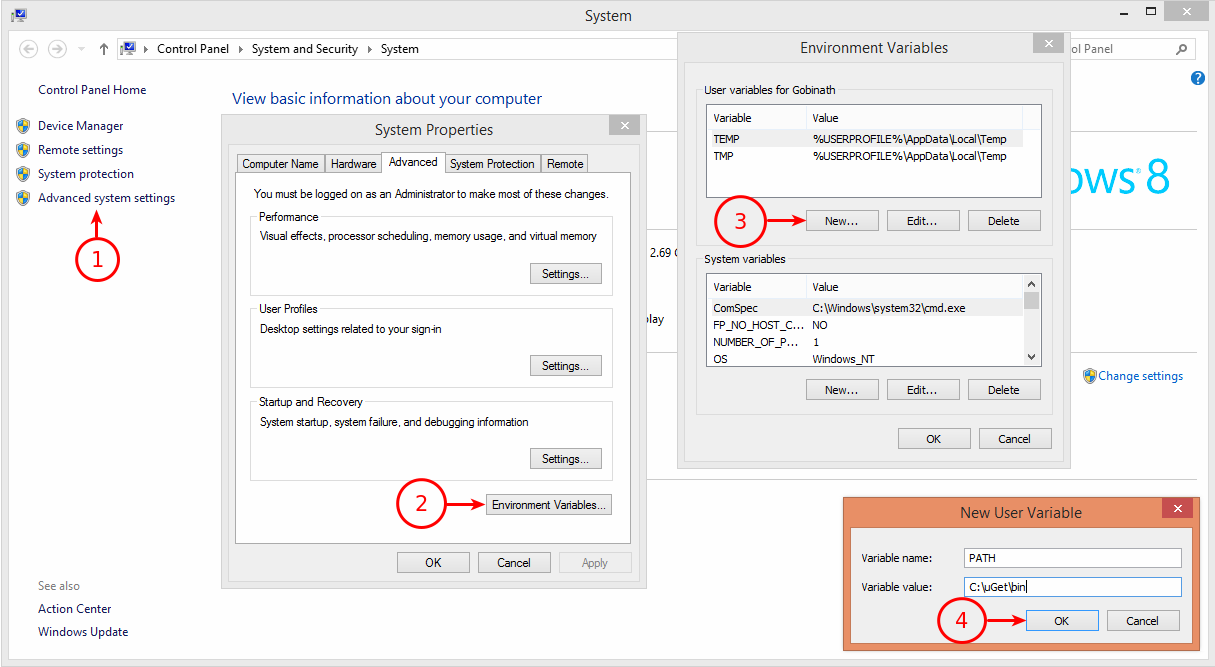 System
Control Panel
System and Security
System
ol Panel
Control Panel Home
Device Manager
Remote settings
System protection
Advanced system settings
1
See also
Action Center
Windows Update
View basic information about your computer
ows 8
2.69
play
Change settings
System Properties
Computer Name
Hardware
Advanced
System Protection
Remote
You must be logged on as an Administrator to make most of these changes.
Performance
Visual effects, processor scheduling, memory usage, and virtual memory
Settings...
User Profiles
Desktop settings related to your sign-in
Settings...
Startup and Recovery
System startup, system failure, and debugging information
Settings...
2
Environment Variables...
OK
Cancel
Apply
Environment Variables
User variables for Gobinath
Variable Value
TEMP %USERPROFILE%\AppData\Local\Temp
TMP %USERPROFILE%\AppData\Local\Temp
3
New...
Edit...
Delete
System variables
Variable Value
ComSpec C:\Windows\system32\cmd.exe
FP_NO_HOST_C... NO
NUMBER_OF_P... 1
OS Windows_NT
New...
Edit...
Delete
OK
Cancel
New User Variable
Variable name: PATH
Variable value: C:\uGet\bin
4
OK
Cancel